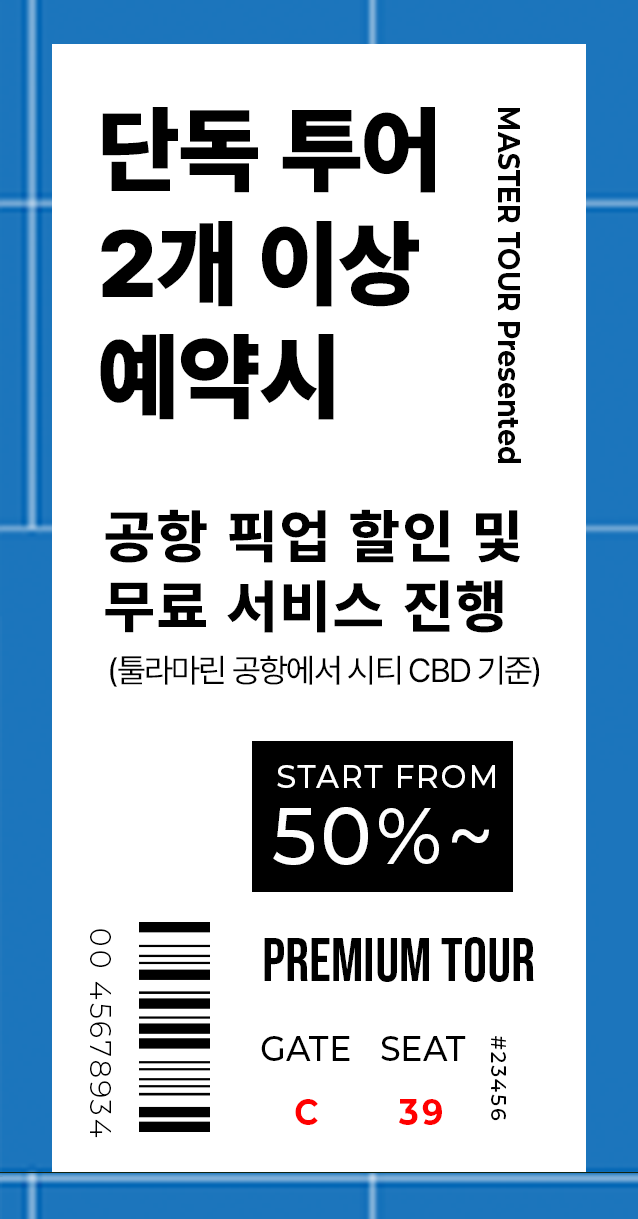 단독 투어
2개 이상
예약시
MASTER TOUR Presented
공항 픽업 할인 및
무료 서비스 진행
(툴라마린 공항에서 시티 CBD 기준)
START FROM
50%~
00 45678934
PREMIUM TOUR
GATE SEAT
C 39
#23456